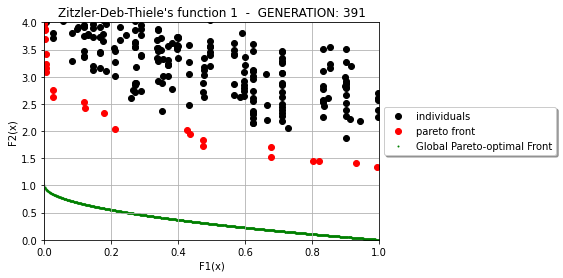 Zitzler-Deb-Thiele's function 1 - GENERATION: 391
4.0
3.5
3.0
2.5
2.0
1.5
1.0
0.5
0.0
F2(x)
0.0 0.2 0.4 0.6 0.8 1.0
F1(x)
individuals
pareto front
Global Pareto-optimal Front